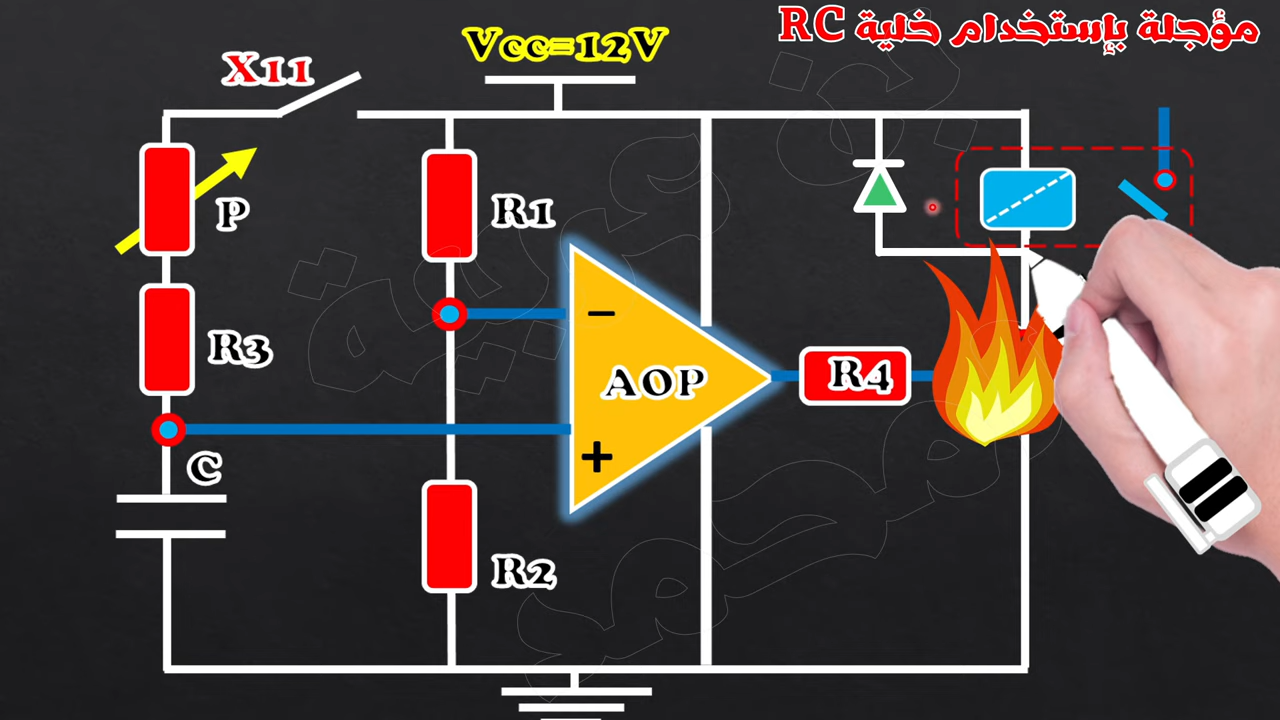 مؤجلة بإستخدام خلية RC
Vcc=12V
X11
P
R1
R3
−
AOP
R4
C
+
R2